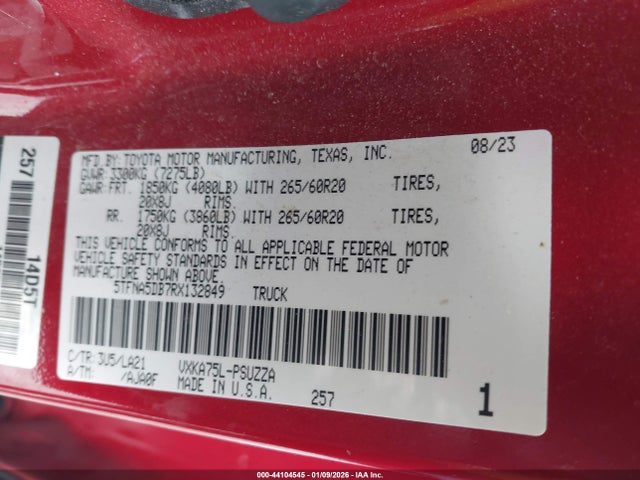 MFD.BY:TOYOTA MOTOR MANUFACTURING, TEXAS, INC. 08/23
GVWR:3300KG (7275LB)
GAWR:FRT. 1850KG (4080LB) WITH 265/60R20 TIRES,
20X8J RIMS.
RR. 1750KG (3860LB) WITH 265/60R20 TIRES,
20X8J RIMS.
THIS VEHICLE CONFORMS TO ALL APPLICABLE FEDERAL MOTOR
VEHICLE SAFETY STANDARDS IN EFFECT ON THE DATE OF
MANUFACTURE SHOWN ABOVE.
5TFNA5DB7RX132849 TRUCK
C/TR:3U5/LA21 VXKA75L-PSUZZA
A/TM: /AJA0F MADE IN U.S.A. 257 1
257
14D5T
000-44104545 - 01/09/2026 - IAA Inc.